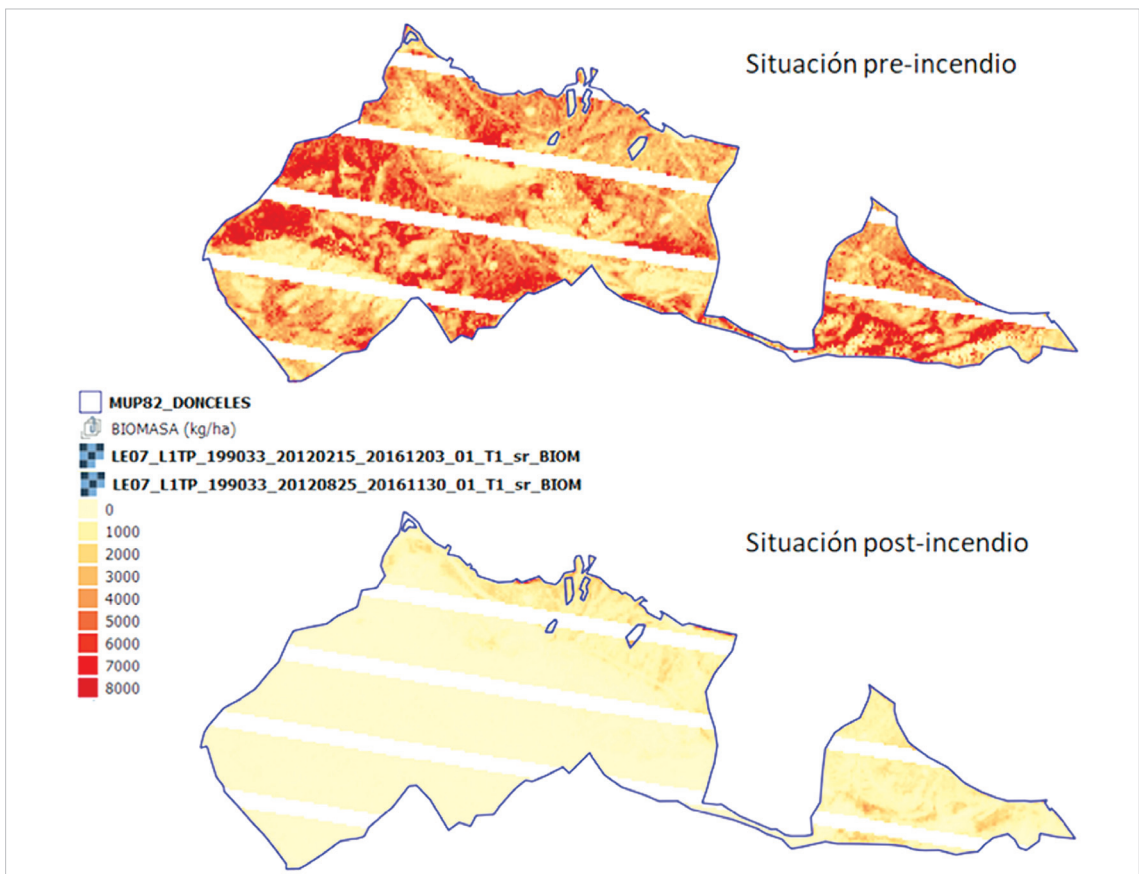 Situación pre-incendio
MUP82_DONCELES
BIOMASA (kg/ha)
LE07_L1TP_199033_20120215_20161203_01_T1_sr_BIOM
LE07_L1TP_199033_20120825_20161130_01_T1_sr_BIOM
0
1000
2000
3000
4000
5000
6000
7000
8000
Situación post-incendio